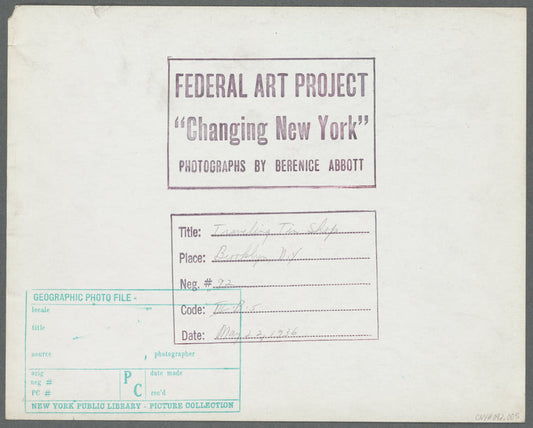 FEDERAL ART PROJECT
"Changing New York"
PHOTOGRAPHS BY BERENICE ABBOTT
Title: Traveling Tin Shop
Place: Brooklyn, N.Y.
Neg. # 92
Code:
Date: 1936
GEOGRAPHIC PHOTO FILE -
locale
title
source photographer
orig neg # PC date made
PC # rec'd
NEW YORK PUBLIC LIBRARY - PICTURE COLLECTION